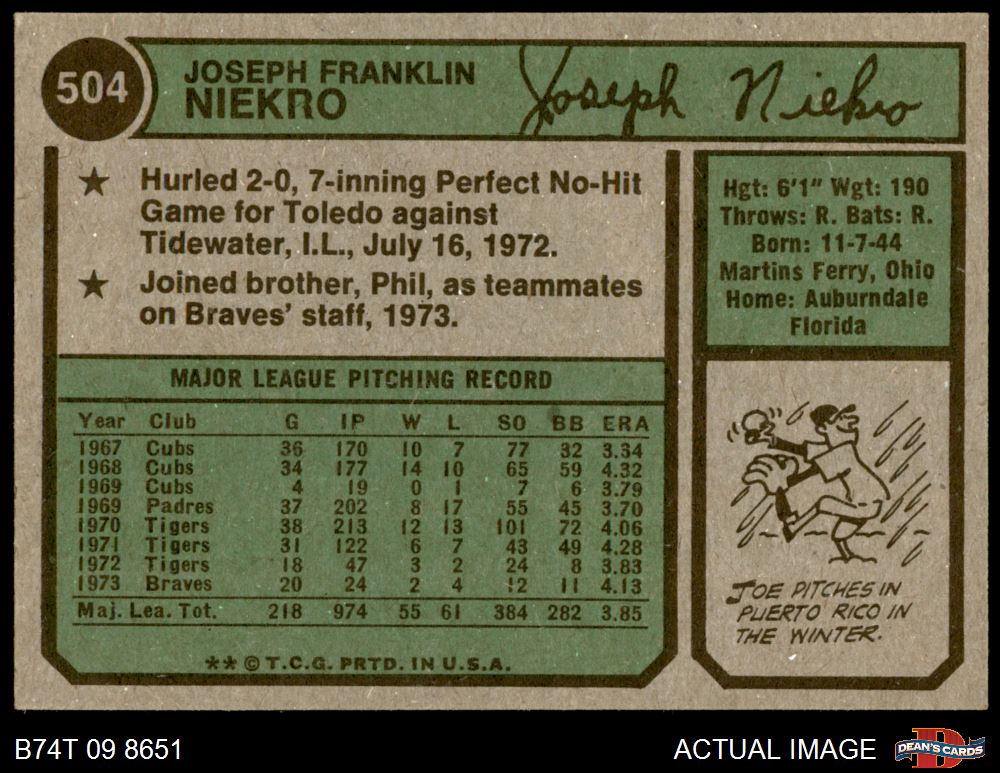 504
JOSEPH FRANKLIN
NIEKRO
Joseph Niekro
★ Hurled 2-0, 7-inning Perfect No-Hit
Game for Toledo against
Tidewater, I.L., July 16, 1972.
★ Joined brother, Phil, as teammates
on Braves' staff, 1973.
Hgt: 6'1" Wgt: 190
Throws: R. Bats: R.
Born: 11-7-44
Martins Ferry, Ohio
Home: Auburndale
Florida
MAJOR LEAGUE PITCHING RECORD
Year Club G IP W L SO BB ERA
1967 Cubs 36 170 10 7 77 32 3.34
1968 Cubs 34 177 14 10 65 59 4.32
1969 Cubs 4 19 0 1 7 6 3.79
1969 Padres 37 202 8 17 55 45 3.70
1970 Tigers 38 213 12 13 101 72 4.06
1971 Tigers 31 122 6 7 43 49 4.28
1972 Tigers 18 47 3 2 24 8 3.83
1973 Braves 20 24 2 4 12 11 4.13
Maj. Lea. Tot. 218 974 55 61 384 282 3.85
** © T.C.G. PRTD. IN U.S.A.
JOE PITCHES IN
PUERTO RICO IN
THE WINTER.
B74T 09 8651
ACTUAL IMAGE
DEAN'S CARDS